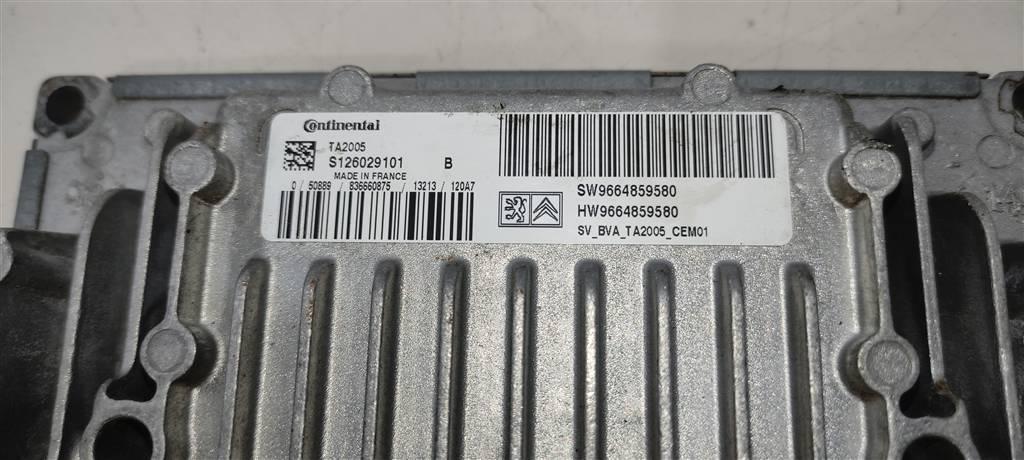 Continental
TA2005
S126029101 B
MADE IN FRANCE
0 / 50889 / 836660875 / 13213 / 120A7
SW9664859580
HW9664859580
SV_BVA_TA2005_CEM01